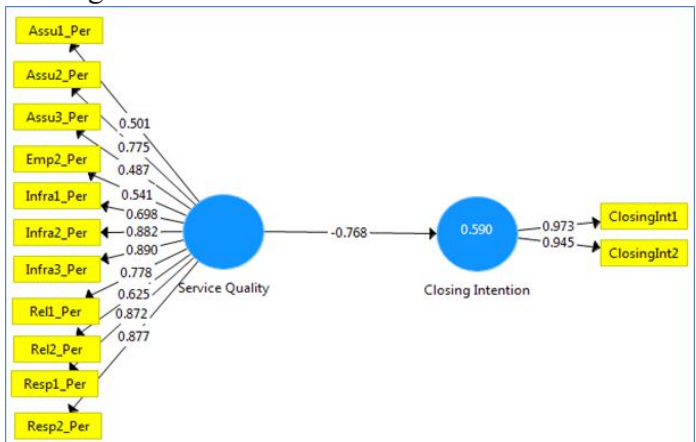 Assu1_Per
Assu2_Per
Assu3_Per
Emp2_Per
Infra1_Per
Infra2_Per
Infra3_Per
Rel1_Per
Rel2_Per
Resp1_Per
Resp2_Per
0.501
0.775
0.487
0.541
0.698
0.882
0.890
0.778
0.625
0.872
0.877
Service Quality
-0.768
0.590
Closing Intention
0.973
0.945
ClosingInt1
ClosingInt2